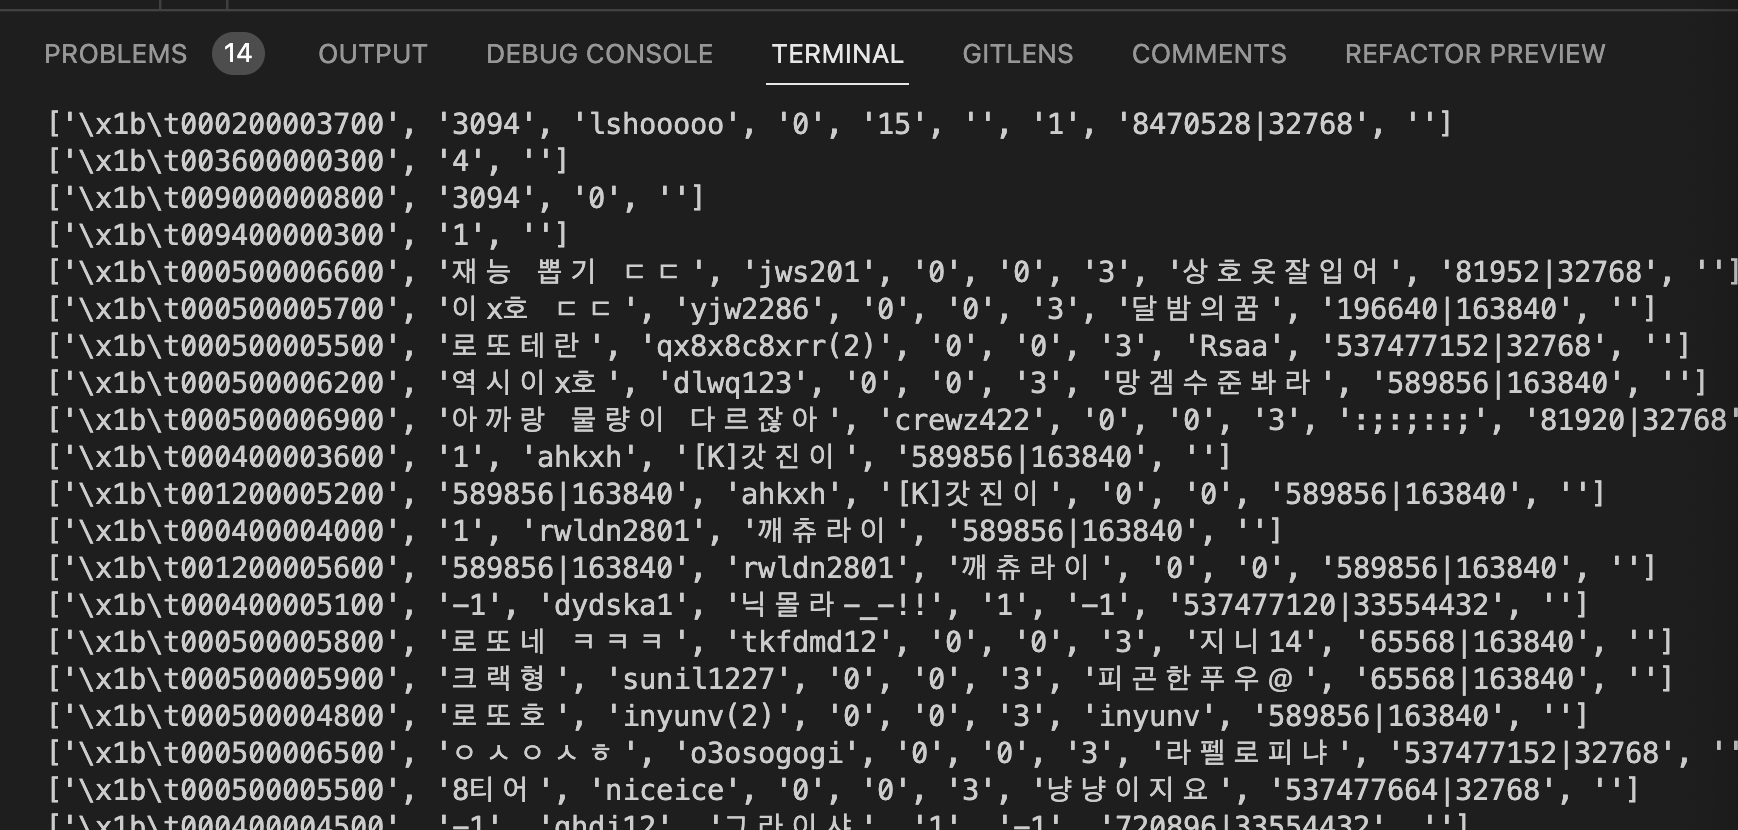 PROBLEMS 14 OUTPUT DEBUG CONSOLE TERMINAL GITLENS COMMENTS REFACTOR PREVIEW
['\x1b\t000200003700', '3094', 'lshooooo', '0', '15', '', '1', '8470528|32768', '']
['\x1b\t003600000300', '4', '']
['\x1b\t009000000800', '3094', '0', '']
['\x1b\t009400000300', '1', '']
['\x1b\t000500006600', '재능 뽑기 ㄷㄷ', 'jws201', '0', '0', '3', '상호옷잘입어', '81952|32768', '']
['\x1b\t000500005700', '이x호 ㄷㄷ', 'yjw2286', '0', '0', '3', '달밤의꿈', '196640|163840', '']
['\x1b\t000500005500', '로또테란', 'qx8x8c8xrr(2)', '0', '0', '3', 'Rsaa', '537477152|32768', '']
['\x1b\t000500006200', '역시이x호', 'dlwq123', '0', '0', '3', '망겜수준봐라', '589856|163840', '']
['\x1b\t000500006900', '아까랑 물량이 다르잖아', 'crewz422', '0', '0', '3', ':;:;::;', '81920|32768'
['\x1b\t000400003600', '1', 'ahkxh', '[K]갓진이', '589856|163840', '']
['\x1b\t001200005200', '589856|163840', 'ahkxh', '[K]갓진이', '0', '0', '589856|163840', '']
['\x1b\t000400004000', '1', 'rwldn2801', '깨츄라이', '589856|163840', '']
['\x1b\t001200005600', '589856|163840', 'rwldn2801', '깨츄라이', '0', '0', '589856|163840', '']
['\x1b\t000400005100', '-1', 'dydska1', '닉몰라-_-!!', '1', '-1', '537477120|33554432', '']
['\x1b\t000500005800', '로또네 ㅋㅋㅋ', 'tkfdmd12', '0', '0', '3', '지니14', '65568|163840', '']
['\x1b\t000500005900', '크랙형', 'sunil1227', '0', '0', '3', '피곤한푸우@', '65568|163840', '']
['\x1b\t000500004800', '로또호', 'inyunv(2)', '0', '0', '3', 'inyunv', '589856|163840', '']
['\x1b\t000500006500', 'ㅇㅅㅇㅅㅎ', 'o3osogogi', '0', '0', '3', '라펠로피냐', '537477152|32768', ''
['\x1b\t000500005500', '8티어', 'niceice', '0', '0', '3', '냥냥이지요', '537477664|32768', '']
['\x1b\t000400004500', '-1', '그라이샤', '1', '-1', '720896|33554432', '']